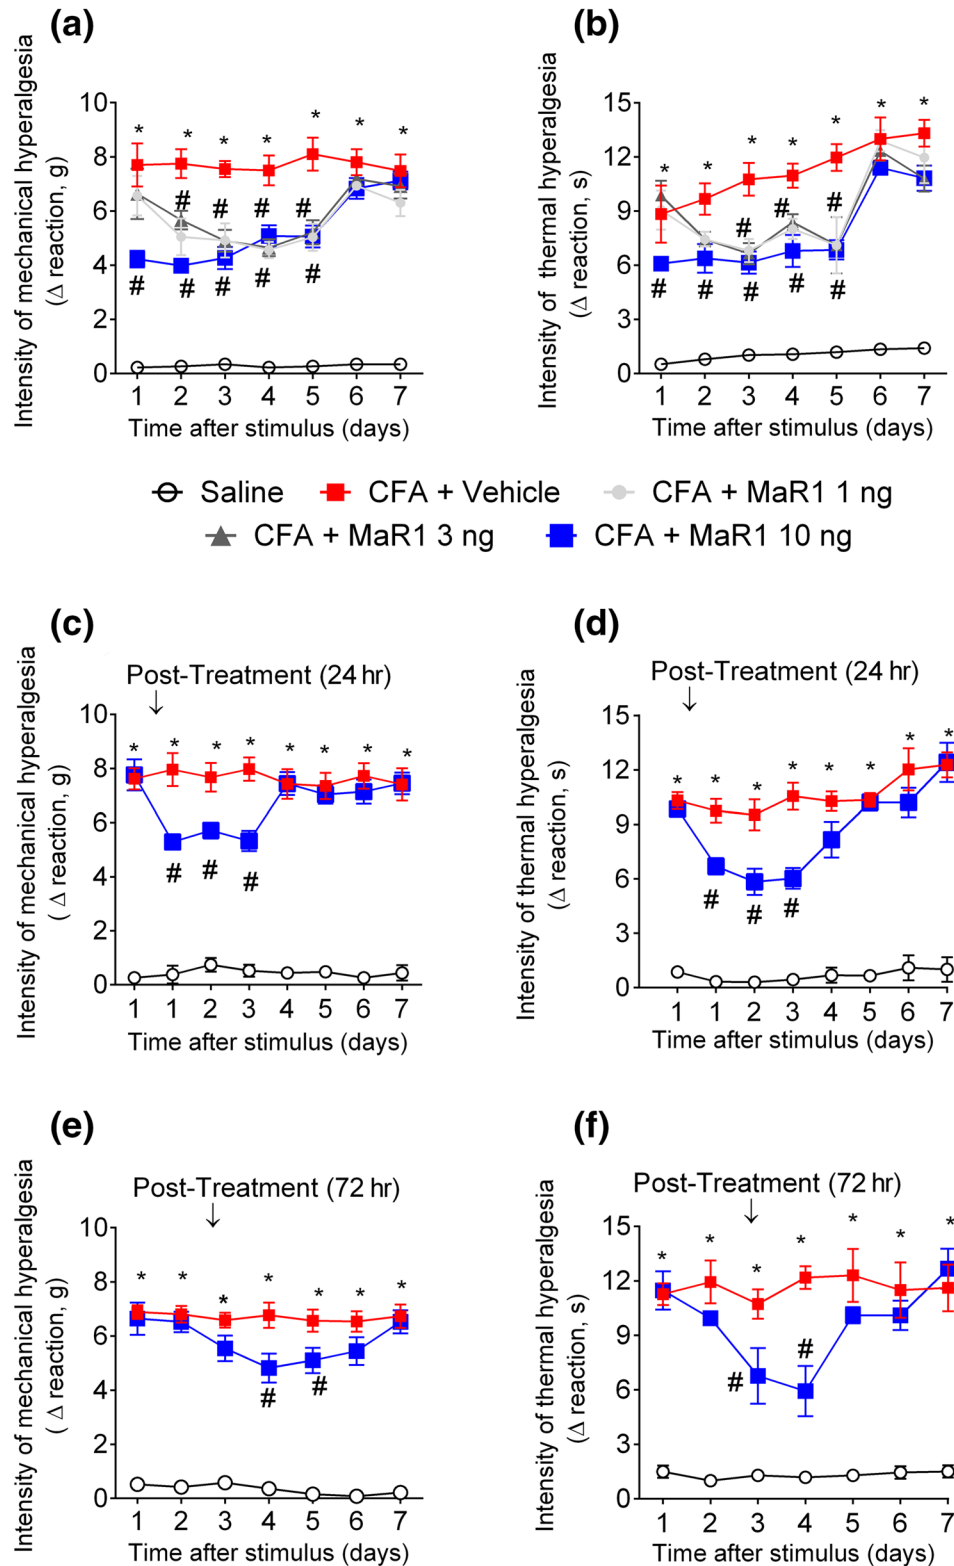 (a)
Intensity of mechanical hyperalgesia
(Δ reaction, g)
10
8
6
4
2
0
* * * * * * *
# # # #
# # # # #
1 2 3 4 5 6 7
Time after stimulus (days)
(b)
Intensity of thermal hyperalgesia
(Δ reaction, s)
15
12
9
6
3
0
* * * * * * *
# # #
# # # # #
1 2 3 4 5 6 7
Time after stimulus (days)
Saline CFA + Vehicle CFA + MaR1 1 ng
CFA + MaR1 3 ng CFA + MaR1 10 ng
(c)
Post-Treatment (24 hr)
↓
Intensity of mechanical hyperalgesia
( Δ reaction, g)
10
8
6
4
2
0
* * * * * * * *
# # #
1 1 2 3 4 5 6 7
Time after stimulus (days)
(d)
Post-Treatment (24 hr)
↓
Intensity of thermal hyperalgesia
(Δ reaction, s)
15
12
9
6
3
0
* * * * * * * *
# # #
1 1 2 3 4 5 6 7
Time after stimulus (days)
(e)
Post-Treatment (72 hr)
↓
Intensity of mechanical hyperalgesia
( Δ reaction, g)
10
8
6
4
2
0
* * * * * * *
# #
1 2 3 4 5 6 7
Time after stimulus (days)
(f)
Post-Treatment (72 hr)
↓
Intensity of thermal hyperalgesia
(Δ reaction, s)
15
12
9
6
3
0
* * * * * * *
# #
1 2 3 4 5 6 7
Time after stimulus (days)